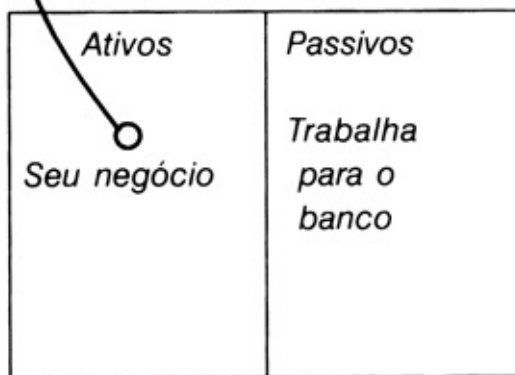 Ativos
Seu negócio
Passivos
Trabalha
para o
banco